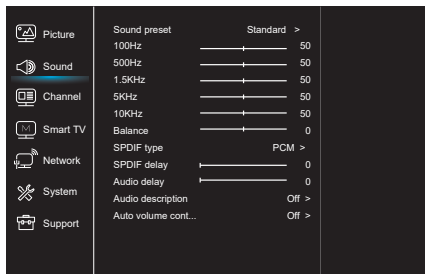 Picture
Sound
Channel
M
Smart TV
Network
System
Support
Sound preset Standard >
100Hz 50
500Hz 50
1.5KHz 50
5KHz 50
10KHz 50
Balance 0
SPDIF type PCM >
SPDIF delay 0
Audio delay 0
Audio description Off >
Auto volume cont... Off >